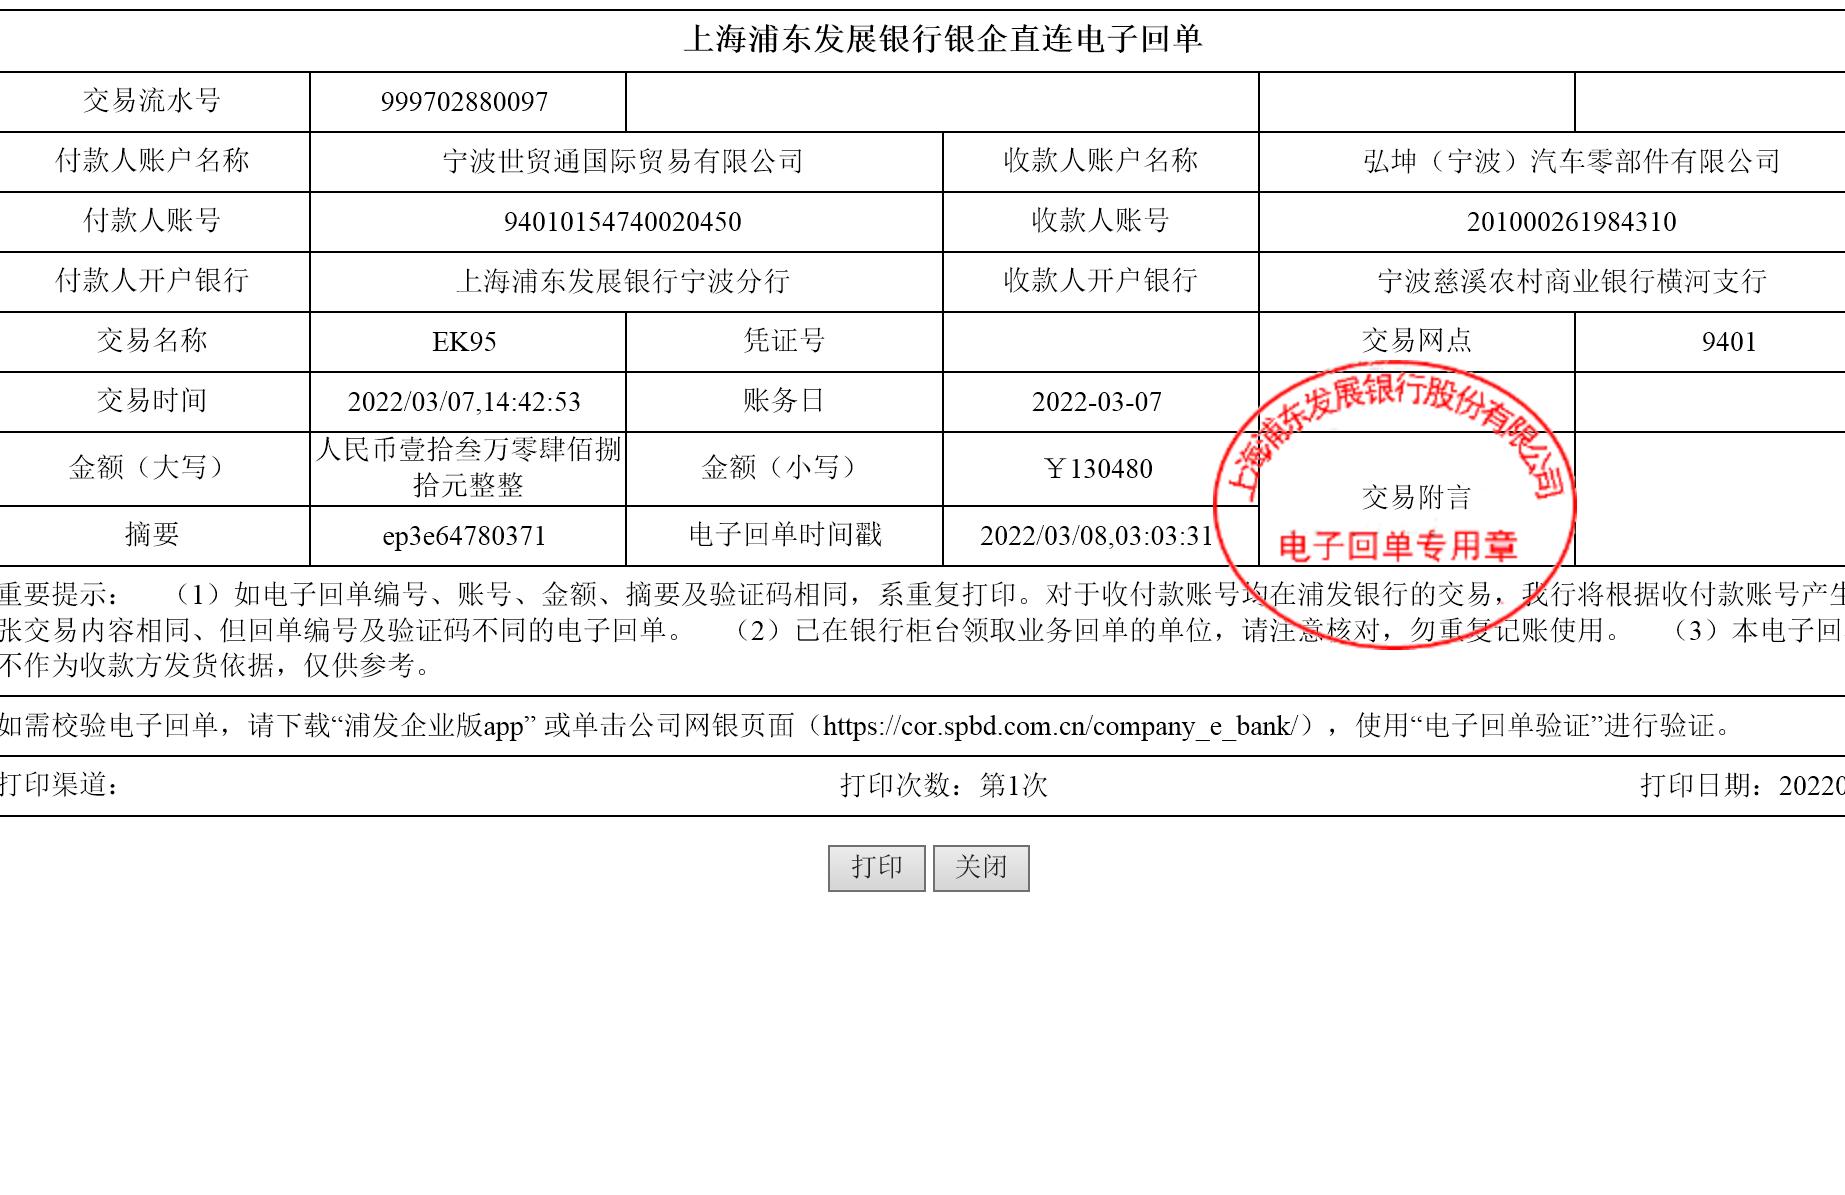 上海浦东发展银行银企直连电子回单
交易流水号 999702880097
付款人账户名称 宁波世贸通国际贸易有限公司 收款人账户名称 弘坤（宁波）汽车零部件有限公司
付款人账号 94010154740020450 收款人账号 201000261984310
付款人开户银行 上海浦东发展银行宁波分行 收款人开户银行 宁波慈溪农村商业银行横河支行
交易名称 EK95 凭证号 交易网点 9401
交易时间 2022/03/07,14:42:53 账务日 2022-03-07
金额（大写） 人民币壹拾叁万零肆佰捌
拾元整整 金额（小写） ￥130480
交易附言
摘要 ep3e64780371 电子回单时间戳 2022/03/08,03:03:31
上海浦东发展银行股份有限公司
电子回单专用章
重要提示： （1）如电子回单编号、账号、金额、摘要及验证码相同，系重复打印。对于收付款账号均在浦发银行的交易，我行将根据收付款账号产生
张交易内容相同、但回单编号及验证码不同的电子回单。 （2）已在银行柜台领取业务回单的单位，请注意核对，勿重复记账使用。 （3）本电子回
不作为收款方发货依据，仅供参考。
如需校验电子回单，请下载“浦发企业版app” 或单击公司网银页面（https://cor.spbd.com.cn/company_e_bank/），使用“电子回单验证”进行验证。
打印渠道： 打印次数：第1次 打印日期：20220
打印 关闭